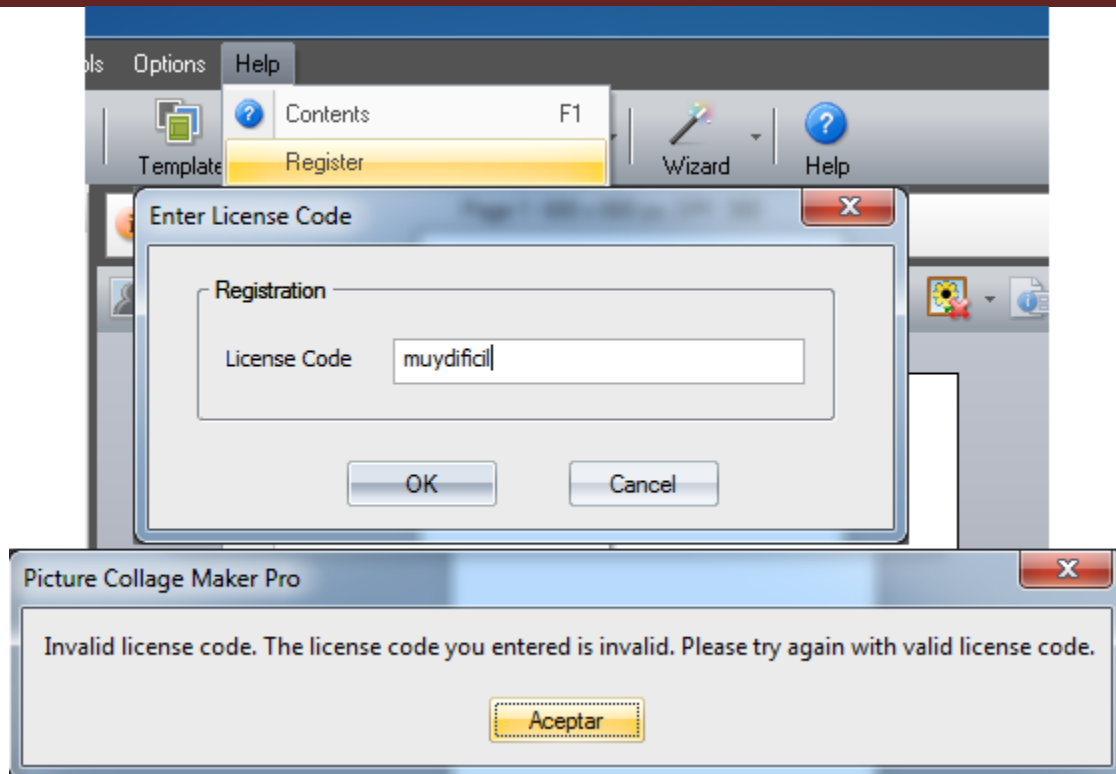 Options Help
Contents F1
Template
Wizard
Help
Register
Enter License Code
Registration
License Code muydificil
OK Cancel
Picture Collage Maker Pro
Invalid license code. The license code you entered is invalid. Please try again with valid license code.
Aceptar